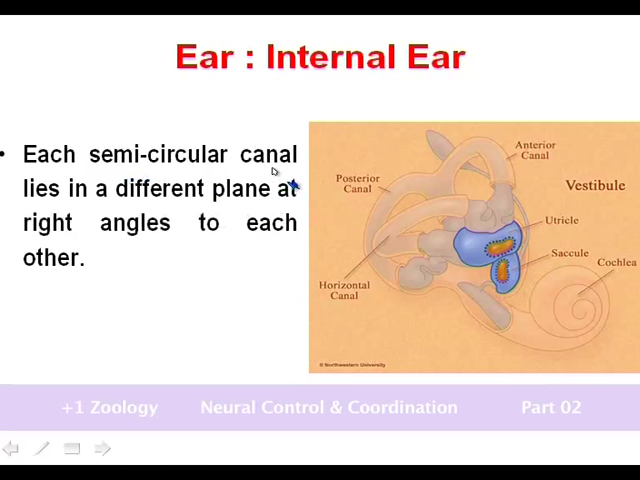 Ear : Internal Ear
• Each semi-circular canal
lies in a different plane at
right angles to each
other.
Anterior
Canal
Posterior
Canal
Vestibule
Utricle
Saccule
Cochlea
Horizontal
Canal
© Northwestern University
+1 Zoology Neural Control & Coordination Part 02